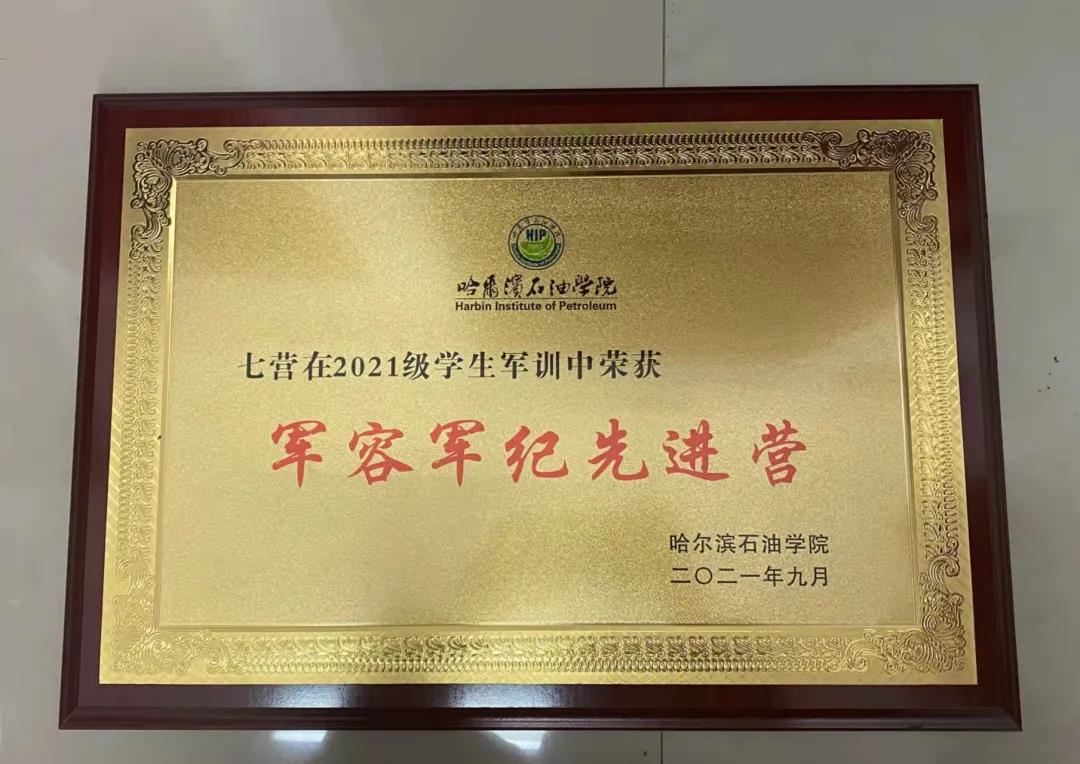 HIP
哈爾濱石油学院
Harbin Institute of Petroleum
七营在2021级学生军训中荣获
军容军纪先进营
哈尔滨石油学院
二〇二一年九月